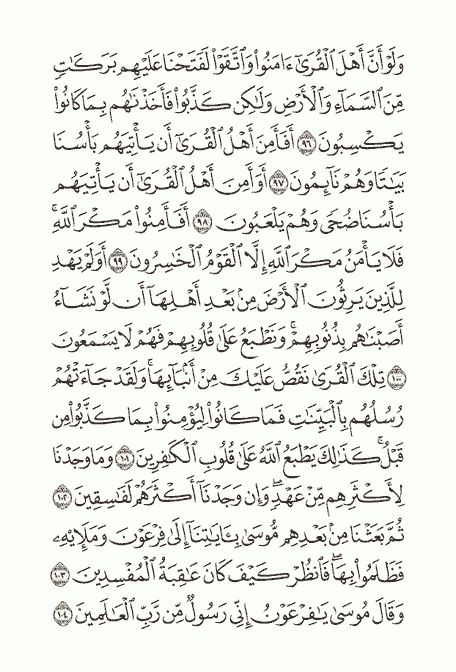 وَلَوْ أَنَّ أَهْلَ ٱلْقُرَىٰٓ ءَامَنُوا۟ وَٱتَّقَوْا۟ لَفَتَحْنَا عَلَيْهِم بَرَكَٰتٍ
مِّنَ ٱلسَّمَآءِ وَٱلْأَرْضِ وَلَٰكِن كَذَّبُوا۟ فَأَخَذْنَٰهُم بِمَا كَانُوا۟
يَكْسِبُونَ ٩٦ أَفَأَمِنَ أَهْلُ ٱلْقُرَىٰٓ أَن يَأْتِيَهُم بَأْسُنَا
بَيَٰتًا وَهُمْ نَآئِمُونَ ٩٧ أَوَأَمِنَ أَهْلُ ٱلْقُرَىٰٓ أَن يَأْتِيَهُم
بَأْسُنَا ضُحًى وَهُمْ يَلْعَبُونَ ٩٨ أَفَأَمِنُوا۟ مَكْرَ ٱللَّهِ ۚ
فَلَا يَأْمَنُ مَكْرَ ٱللَّهِ إِلَّا ٱلْقَوْمُ ٱلْخَٰسِرُونَ ٩٩ أَوَلَمْ يَهْدِ
لِلَّذِينَ يَرِثُونَ ٱلْأَرْضَ مِنۢ بَعْدِ أَهْلِهَآ أَن لَّوْ نَشَآءُ
أَصَبْنَٰهُم بِذُنُوبِهِمْ ۚ وَنَطْبَعُ عَلَىٰ قُلُوبِهِمْ فَهُمْ لَا يَسْمَعُونَ
١٠٠ تِلْكَ ٱلْقُرَىٰ نَقُصُّ عَلَيْكَ مِنْ أَنۢبَآئِهَا ۚ وَلَقَدْ جَآءَتْهُمْ
رُسُلُهُم بِٱلْبَيِّنَٰتِ فَمَا كَانُوا۟ لِيُؤْمِنُوا۟ بِمَا كَذَّبُوا۟ مِن
قَبْلُ ۚ كَذَٰلِكَ يَطْبَعُ ٱللَّهُ عَلَىٰ قُلُوبِ ٱلْكَٰفِرِينَ ١٠١ وَمَا وَجَدْنَا
لِأَكْثَرِهِم مِّنْ عَهْدٍ ۖ وَإِن وَجَدْنَآ أَكْثَرَهُمْ لَفَٰسِقِينَ ١٠٢
ثُمَّ بَعَثْنَا مِنۢ بَعْدِهِم مُّوسَىٰ بِـَٔايَٰتِنَآ إِلَىٰ فِرْعَوْنَ وَمَلَإِي۟هِۦ
فَظَلَمُوا۟ بِهَا ۖ فَٱنظُرْ كَيْفَ كَانَ عَٰقِبَةُ ٱلْمُفْسِدِينَ ١٠٣
وَقَالَ مُوسَىٰ يَٰفِرْعَوْنُ إِنِّى رَسُولٌ مِّن رَّبِّ ٱلْعَٰلَمِينَ ١٠٤